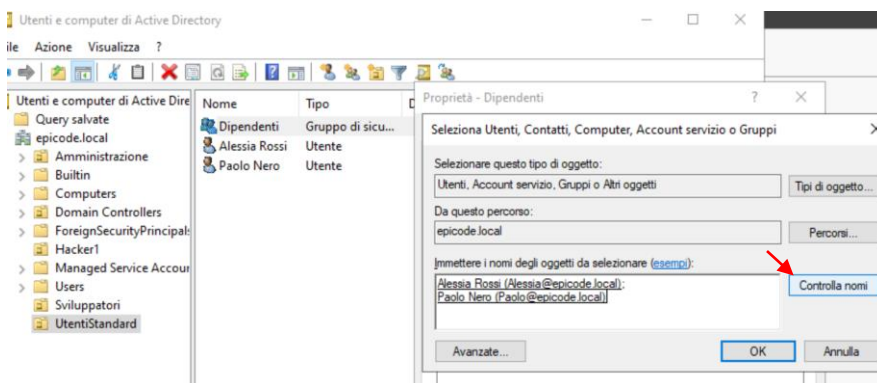 Utenti e computer di Active Directory
ile Azione Visualizza ?
Utenti e computer di Active Dire
Query salvate
epicode.local
Amministrazione
Builtin
Computers
Domain Controllers
ForeignSecurityPrincipals
Hacker1
Managed Service Accour
Users
Sviluppatori
UtentiStandard
Nome Tipo D
Dipendenti Gruppo di sicu...
Alessia Rossi Utente
Paolo Nero Utente
Proprietà - Dipendenti ? X
Seleziona Utenti, Contatti, Computer, Account servizio o Gruppi
Selezionare questo tipo di oggetto:
Utenti, Account servizio, Gruppi o Altri oggetti Tipi di oggetto...
Da questo percorso:
epicode.local Percorsi...
Immettere i nomi degli oggetti da selezionare (esempi):
Alessia Rossi (Alessia@epicode.local);
Paolo Nero (Paolo@epicode.local)
Controlla nomi
Avanzate... OK Annulla